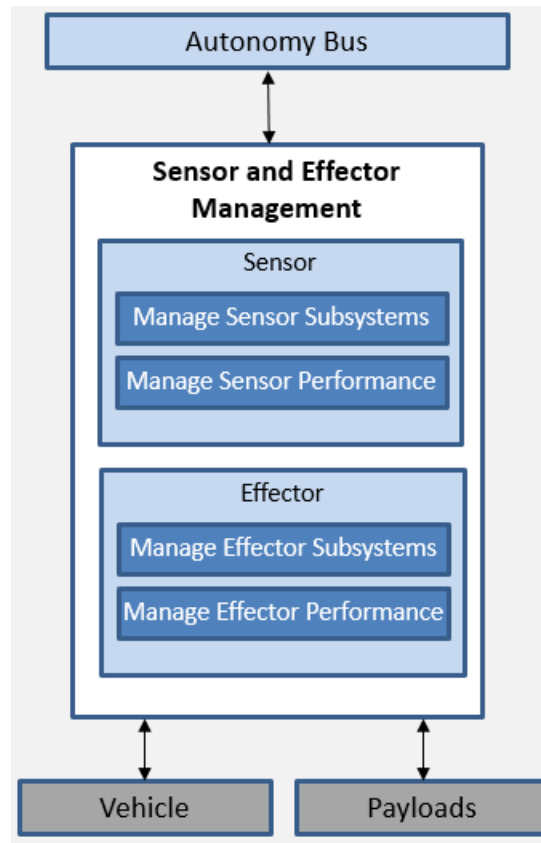 Autonomy Bus
Sensor and Effector
Management
Sensor
Manage Sensor Subsystems
Manage Sensor Performance
Effector
Manage Effector Subsystems
Manage Effector Performance
Vehicle
Payloads